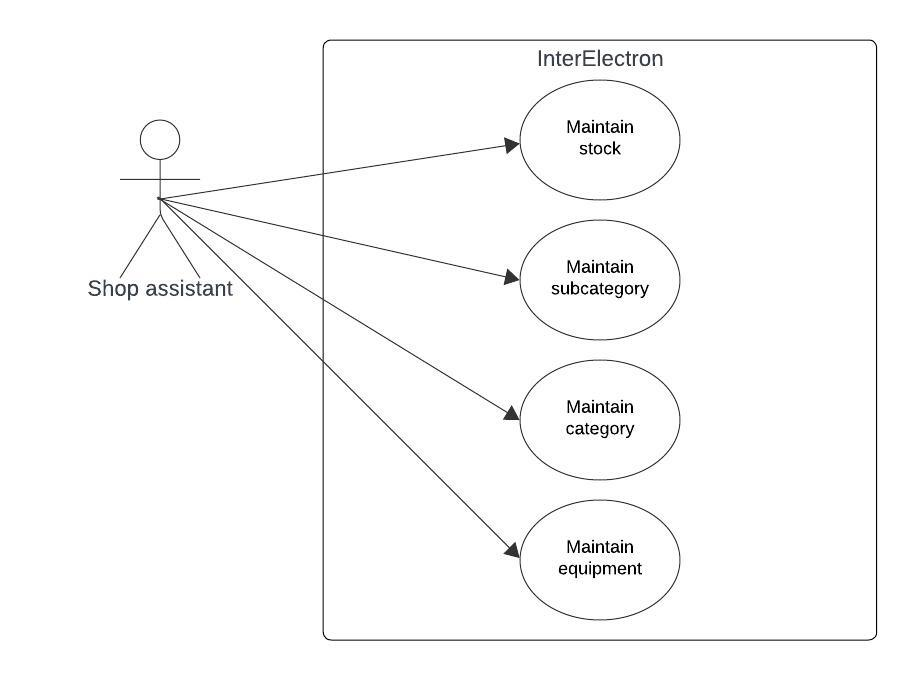 InterElectron
Maintain
stock
Maintain
subcategory
Shop assistant
Maintain
category
Maintain
equipment